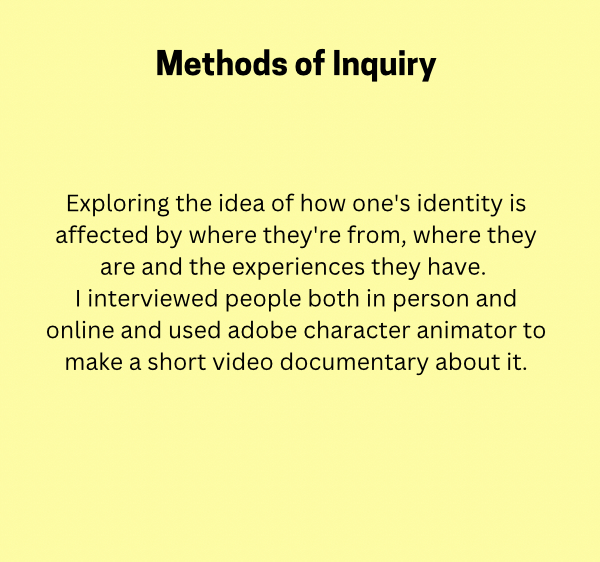 Methods of Inquiry
Exploring the idea of how one's identity is
affected by where they're from, where they
are and the experiences they have.
I interviewed people both in person and
online and used adobe character animator to
make a short video documentary about it.